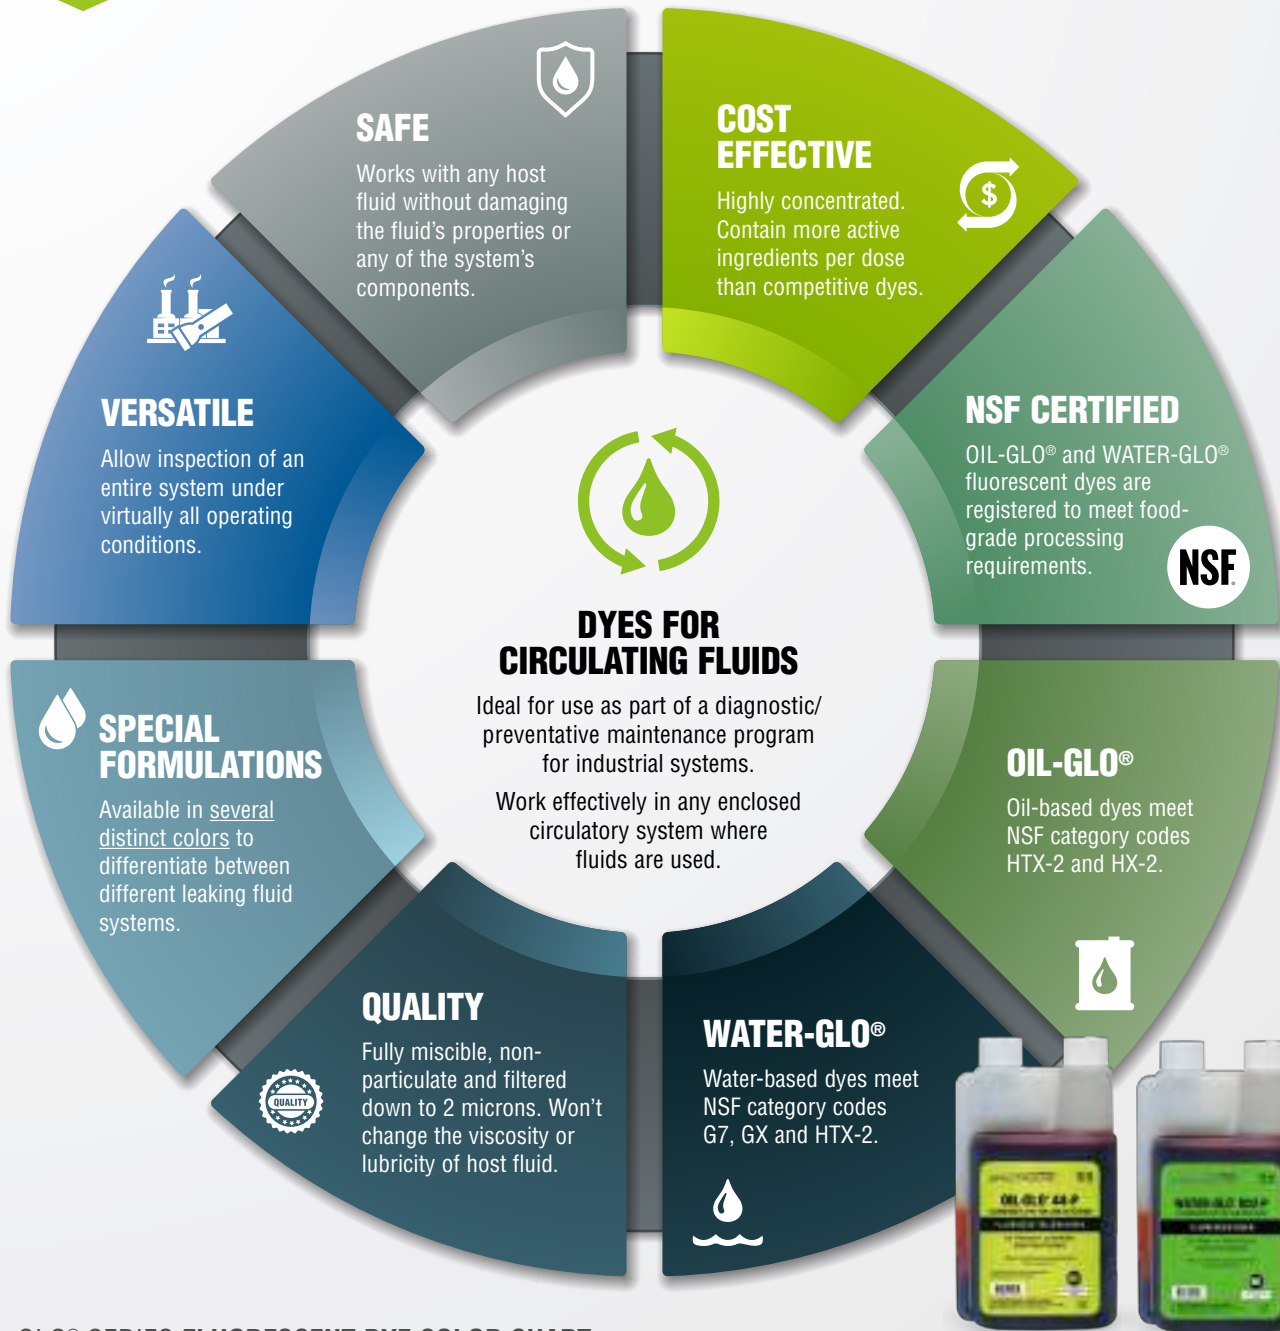 SAFE
Works with any host
fluid without damaging
the fluid's properties or
any of the system's
components.
COST
EFFECTIVE
Highly concentrated.
Contain more active
ingredients per dose
than competitive dyes.
$
NSF CERTIFIED
OIL-GLO® and WATER-GLO®
fluorescent dyes are
registered to meet food-
grade processing
requirements.
NSF
OIL-GLO®
Oil-based dyes meet
NSF category codes
HTX-2 and HX-2.
WATER-GLO®
Water-based dyes meet
NSF category codes
G7, GX and HTX-2.
QUALITY
Fully miscible, non-
particulate and filtered
down to 2 microns. Won't
change the viscosity or
lubricity of host fluid.
QUALITY
SPECIAL
FORMULATIONS
Available in several
distinct colors to
differentiate between
different leaking fluid
systems.
VERSATILE
Allow inspection of an
entire system under
virtually all operating
conditions.
DYES FOR
CIRCULATING FLUIDS
Ideal for use as part of a diagnostic/
preventative maintenance program
for industrial systems.
Work effectively in any enclosed
circulatory system where
fluids are used.
OIL-GLO® 44-P
WATER-GLO®